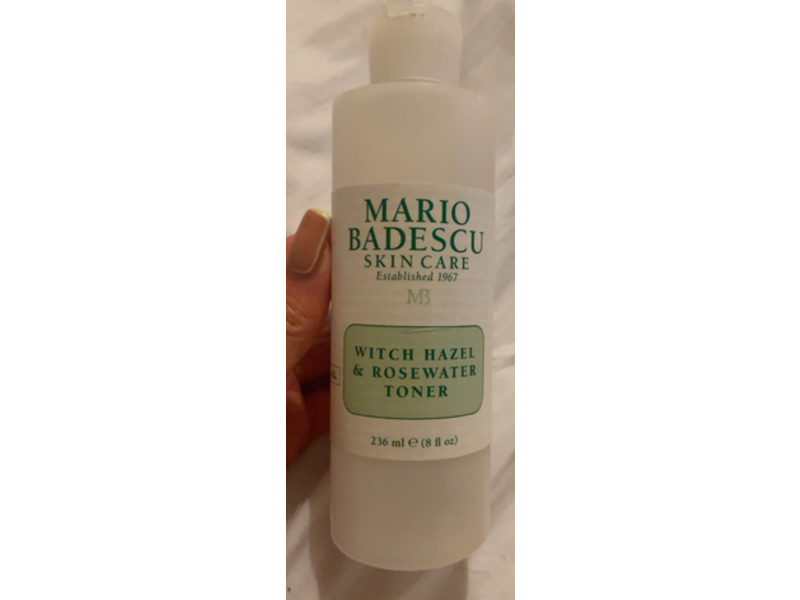 MARIO
BADESCU
SKIN CARE
Established 1967
MB
WITCH HAZEL
& ROSEWATER
TONER
236 ml ℮ (8 fl oz)